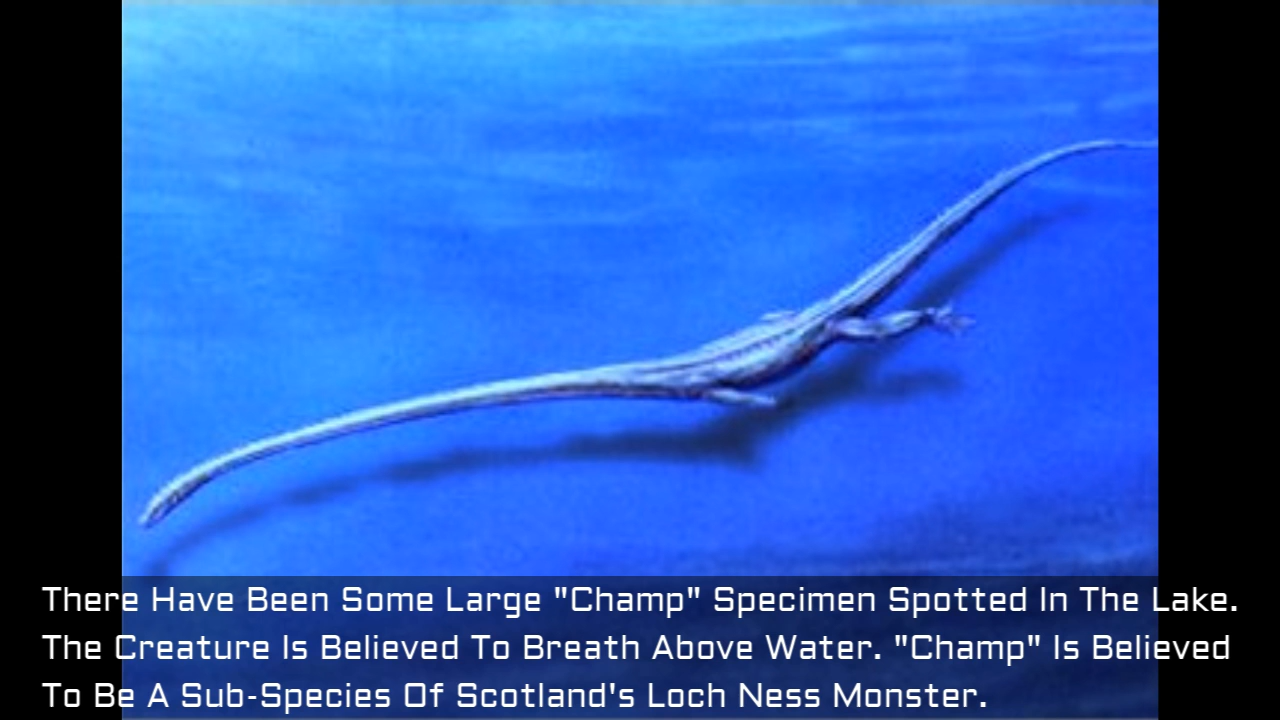 There Have Been Some Large "Champ" Specimen Spotted In The Lake.
The Creature Is Believed To Breath Above Water. "Champ" Is Believed
To Be A Sub-Species Of Scotland's Loch Ness Monster.